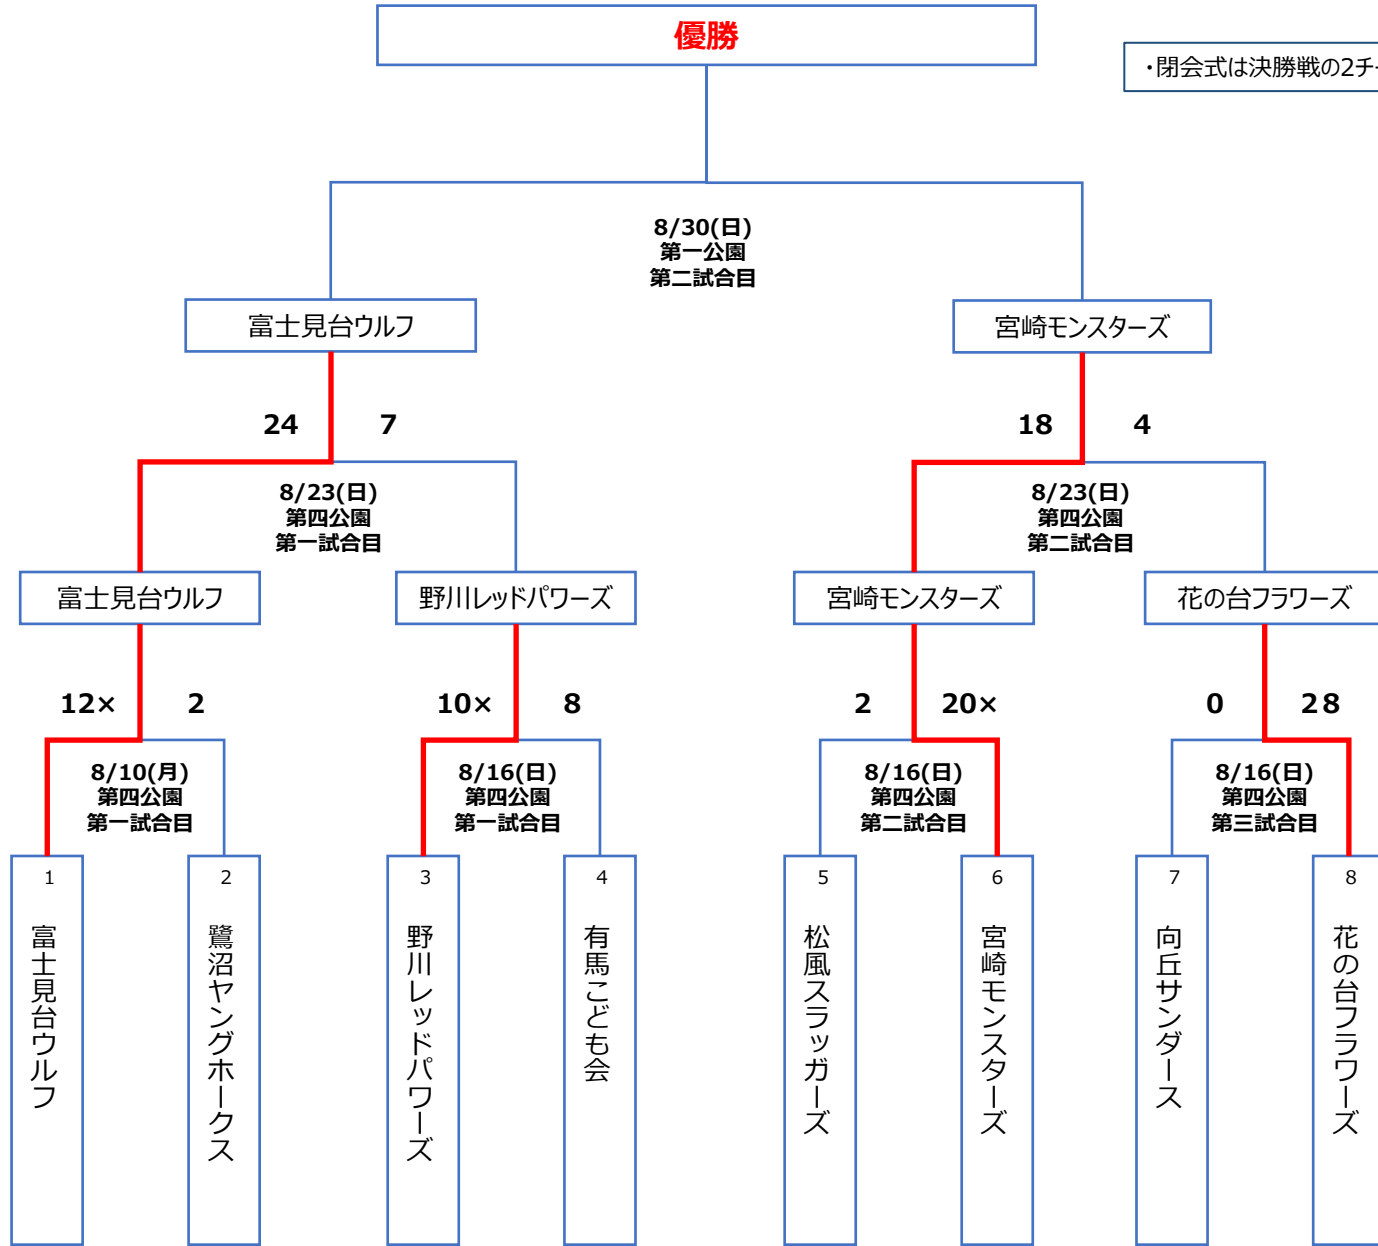 優勝
・閉会式は決勝戦の2チ
8/30(日)
第一公園
第二試合目
富士見台ウルフ
宮崎モンスターズ
24 7
18 4
8/23(日)
第四公園
第一試合目
8/23(日)
第四公園
第二試合目
富士見台ウルフ
野川レッドパワーズ
宮崎モンスターズ
花の台フラワーズ
12× 2
10× 8
2 20×
0 28
8/10(月)
第四公園
第一試合目
8/16(日)
第四公園
第一試合目
8/16(日)
第四公園
第二試合目
8/16(日)
第四公園
第三試合目
1
富士見台ウルフ
2
鷺沼ヤングホークス
3
野川レッドパワーズ
4
有馬こども会
5
松風スラッガーズ
6
宮崎モンスターズ
7
向丘サンダース
8
花の台フラワーズ